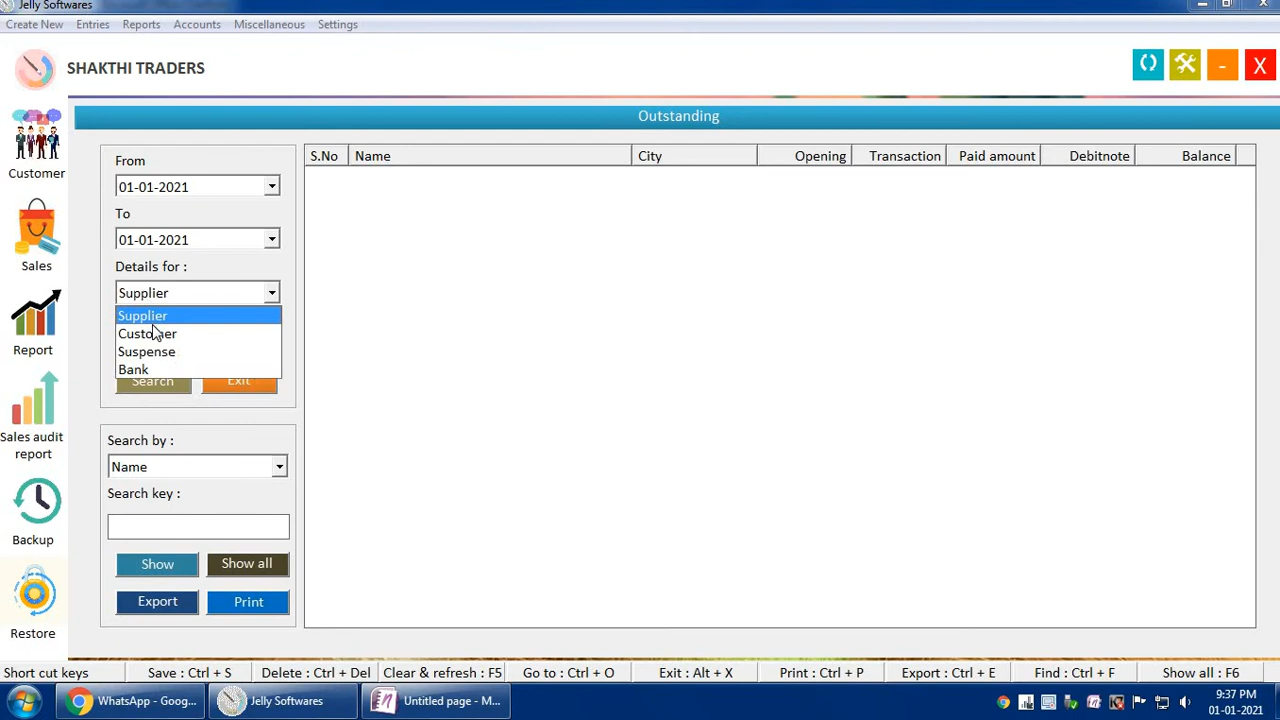 Jelly Softwares
Create New Entries Reports Accounts Miscellaneous Settings
SHAKTHI TRADERS
- X
Outstanding
Customer
Sales
Report
Sales audit
report
Backup
Restore
From
01-01-2021
To
01-01-2021
Details for :
Supplier
Supplier
Customer
Suspense
Bank
Search Exit
Search by :
Name
Search key :
Show Show all
Export Print
S.No Name City Opening Transaction Paid amount Debitnote Balance
Short cut keys Save : Ctrl + S Delete : Ctrl + Del Clear & refresh : F5 Go to : Ctrl + O Exit : Alt + X Print : Ctrl + P Export : Ctrl + E Find : Ctrl + F Show all : F6
WhatsApp - Goog... Jelly Softwares Untitled page - M...
9:37 PM
01-01-2021